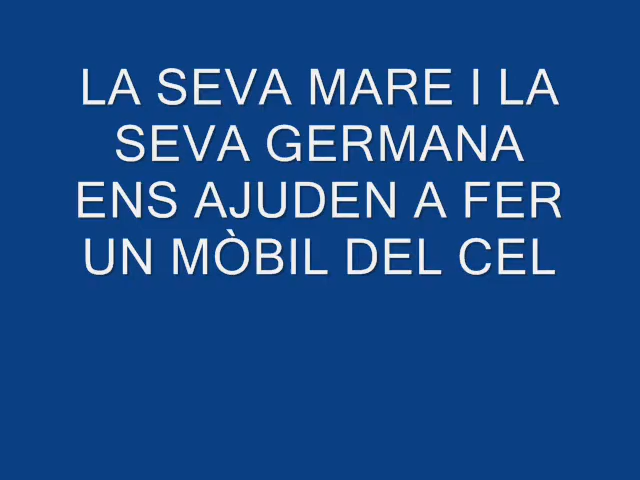 LA SEVA MARE I LA
SEVA GERMANA
ENS AJUDEN A FER
UN MÒBIL DEL CEL